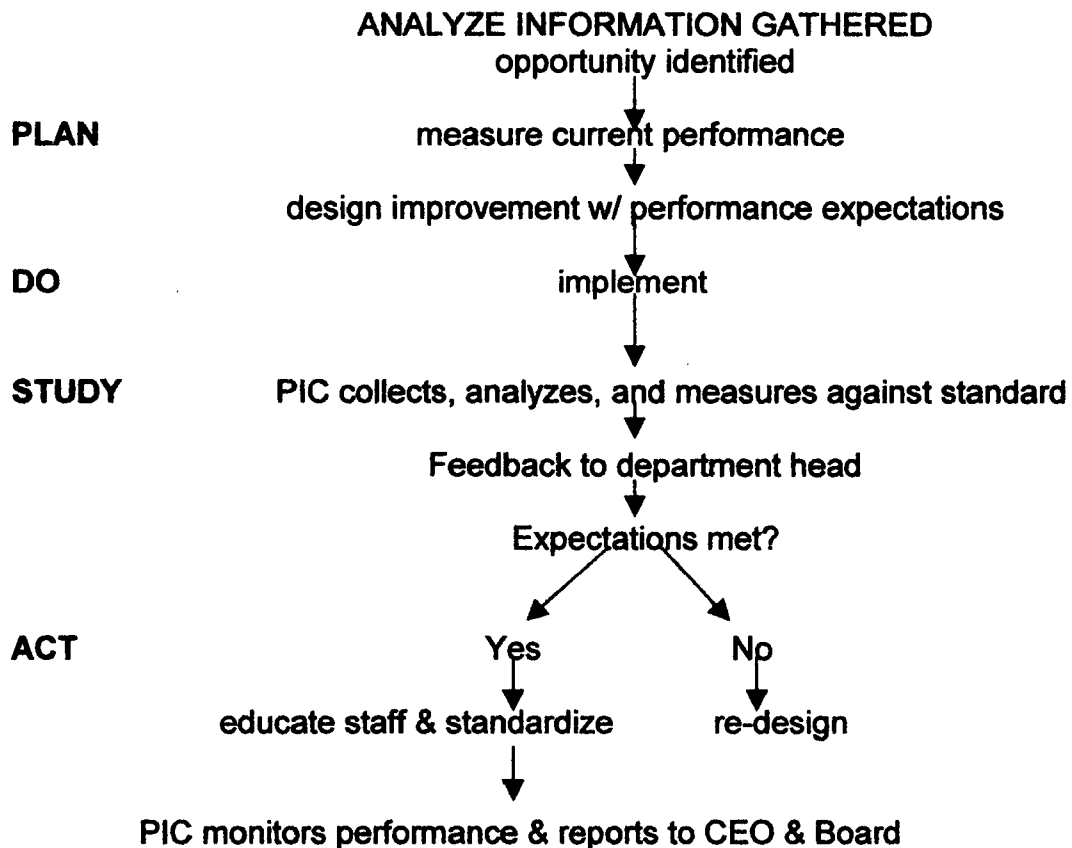 ANALYZE INFORMATION GATHERED
opportunity identified
PLAN measure current performance
design improvement w/ performance expectations
DO implement
STUDY PIC collects, analyzes, and measures against standard
Feedback to department head
Expectations met?
ACT Yes No
educate staff & standardize re-design
PIC monitors performance & reports to CEO & Board